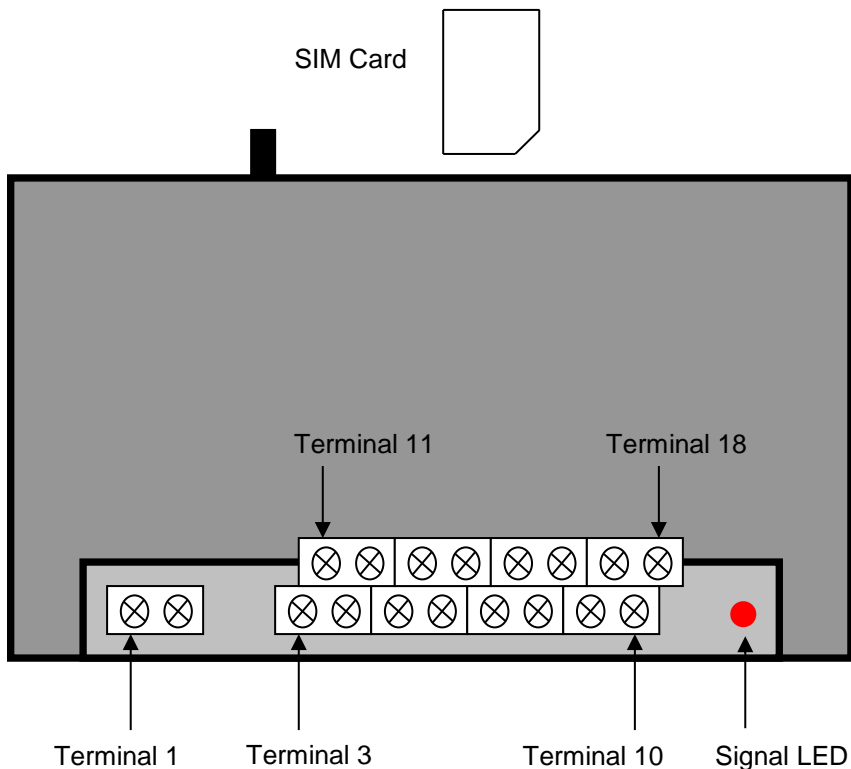 SIM Card
Terminal 11
Terminal 18
Terminal 1
Terminal 3
Terminal 10
Signal LED